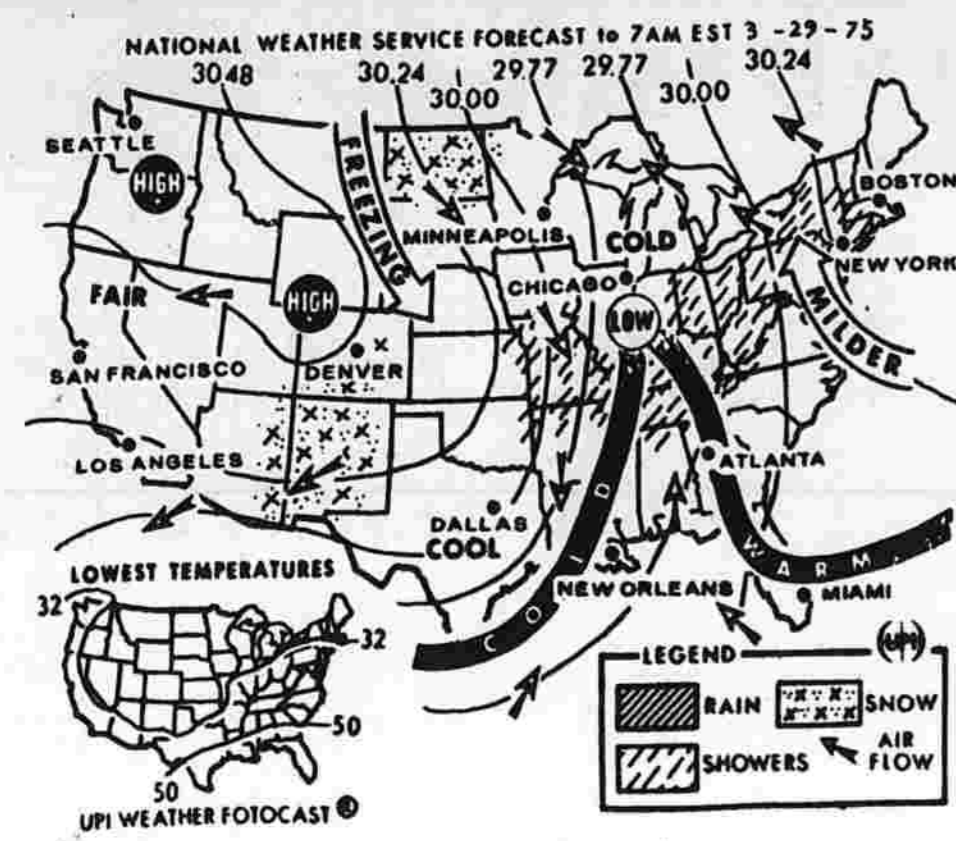 NATIONAL WEATHER SERVICE FORECAST to 7AM EST 3 -29-75
30.48
30.24
30.00
29.77
29.77
30.00
30.24
SEATTLE
HIGH
FREEZING
MINNEAPOLIS
COLD
BOSTON
NEW YORK
FAIR
HIGH
CHICAGO
LOW
MILDER
SAN FRANCISCO
DENVER
LOS ANGELES
ATLANTA
DALLAS
COOL
NEW ORLEANS
COLD
WARM
MIAMI
LOWEST TEMPERATURES
32
32
50
50
UPI WEATHER FOTOCAST ®
LEGEND
UPI
RAIN
SNOW
SHOWERS
AIR
FLOW